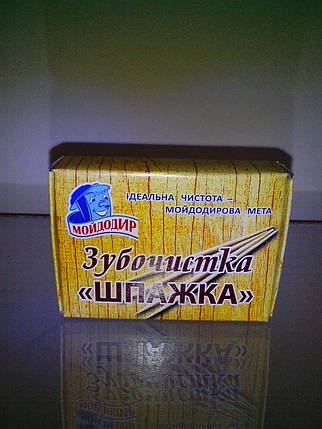 ІДЕАЛЬНА ЧИСТОТА –
МОЙДОДИРОВА МЕТА
МОЙДОДИР
Зубочистка
«ШПАЖКА»